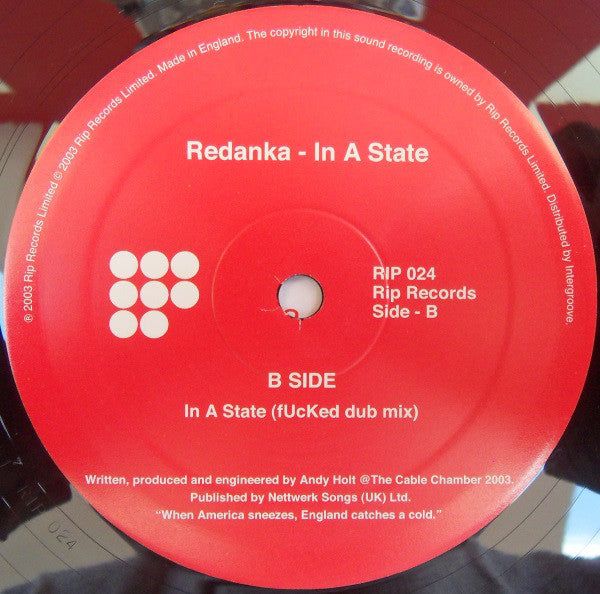 ℗ 2003 Rip Records Limited © 2003 Rip Records Limited. Made in England. The copyright in this sound recording is owned by Rip Records Limited. Distributed by Intergroove.
Redanka - In A State
RIP 024
Rip Records
Side - B
B SIDE
In A State (fUcKed dub mix)
Written, produced and engineered by Andy Holt @The Cable Chamber 2003.
Published by Nettwerk Songs (UK) Ltd.
“When America sneezes, England catches a cold.”
024